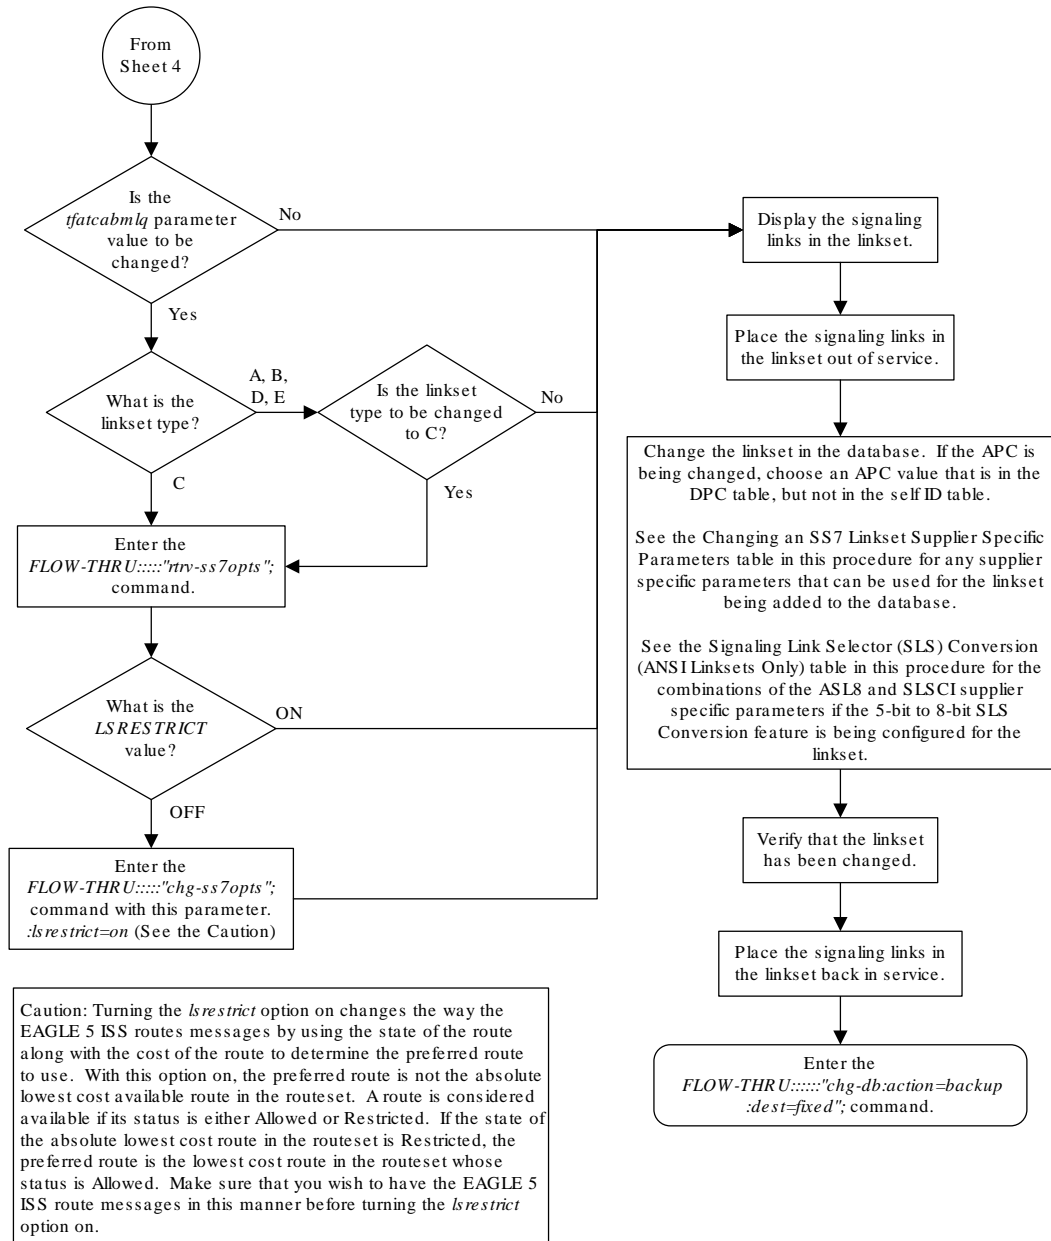 From
Sheet 4
Is the
tfatcabmlq parameter
value to be
changed?
No
Yes
What is the
linkset type?
A, B,
D, E
Is the linkset
type to be changed
to C?
No
Yes
C
Enter the
FLOW-THRU:::::"rtrv-ss7opts";
command.
What is the
LSRESTRICT
value?
ON
OFF
Enter the
FLOW-THRU:::::"chg-ss7opts";
command with this parameter.
:lsrestrict=on (See the Caution)
Display the signaling
links in the linkset.
Place the signaling links in
the linkset out of service.
Change the linkset in the database.  If the APC is
being changed, choose an APC value that is in the
DPC table, but not in the self ID table.
See the Changing an SS7 Linkset Supplier Specific
Parameters table in this procedure for any supplier
specific parameters that can be used for the linkset
being added to the database.
See the Signaling Link Selector (SLS) Conversion
(ANSI Linksets Only) table in this procedure for the
combinations of the ASL8 and SLSCI supplier
specific parameters if the 5-bit to 8-bit SLS
Conversion feature is being configured for the
linkset.
Verify that the linkset
has been changed.
Place the signaling links in
the linkset back in service.
Enter the
FLOW-THRU::::::"chg-db:action=backup
:dest=fixed"; command.
Caution: Turning the lsrestrict option on changes the way the
EAGLE 5 ISS routes messages by using the state of the route
along with the cost of the route to determine the preferred route
to use.  With this option on, the preferred route is not the absolute
lowest cost available route in the routeset.  A route is considered
available if its status is either Allowed or Restricted.  If the state of
the absolute lowest cost route in the routeset is Restricted, the
preferred route is the lowest cost route in the routeset whose
status is Allowed.  Make sure that you wish to have the EAGLE 5
ISS route messages in this manner before turning the lsrestrict
option on.